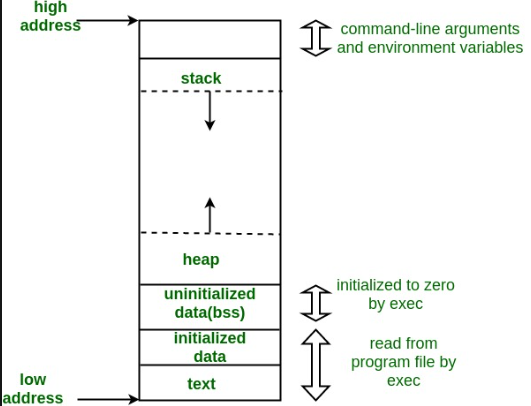 high
address
command-line arguments
and environment variables
stack
heap
uninitialized
data(bss)
initialized to zero
by exec
initialized
data
read from
program file by
exec
text
low
address